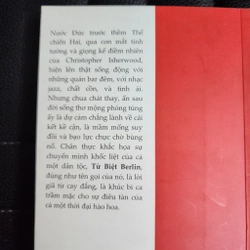 Nước Đức trước thềm Thế
chiến Hai, qua con mắt tinh
tường và giọng kể điềm nhiên
của Christopher Isherwood,
hiện lên thật sống động với
những quán bar đêm, với nhạc
jazz, chất cồn, và tình ái.
Nhưng chua chát thay, ẩn sau
đời sống thơ mộng phóng túng
ấy là dự cảm chẳng lành về cái
kết kề cận, là mầm mống suy
đồi và bạo lực chực chờ bùng
nổ. Chân thực khắc họa sự
chuyển mình khốc liệt của cả
một dân tộc, Từ Biệt Berlin,
đúng như tên gọi của nó, là lời
giã từ cay đắng, là khúc bi ca
trầm mặc cho sự điêu tàn của
cả một thời đại hào hoa.